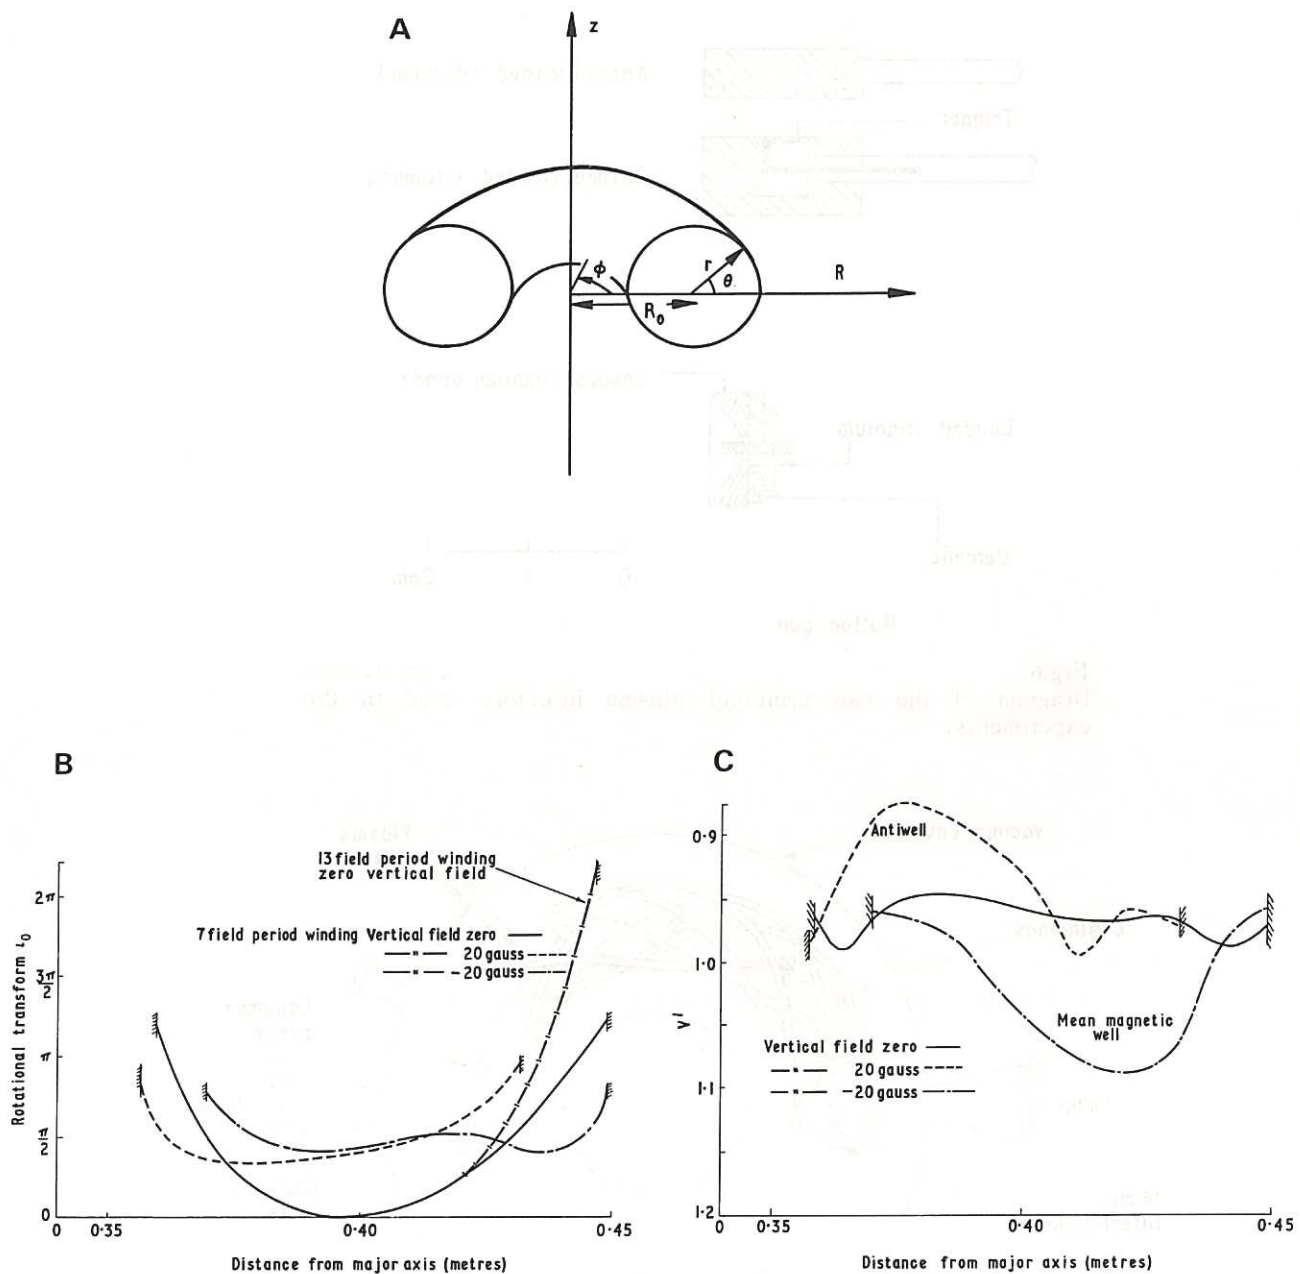 A
z
ϕ
r
θ
R
R₀
B
13 field period winding
zero vertical field
7 field period winding Vertical field zero
—"— 20 gauss
—"— -20 gauss
2π
3π/2
π
π/2
0
Rotational transform ι₀
0 0·35 0·40 0·45
Distance from major axis (metres)
C
0·9
1·0
1·1
1·2
V'
Antiwell
Mean magnetic
well
Vertical field zero
—"— 20 gauss
—"— -20 gauss
0 0·35 0·40 0·45
Distance from major axis (metres)
Fig.6